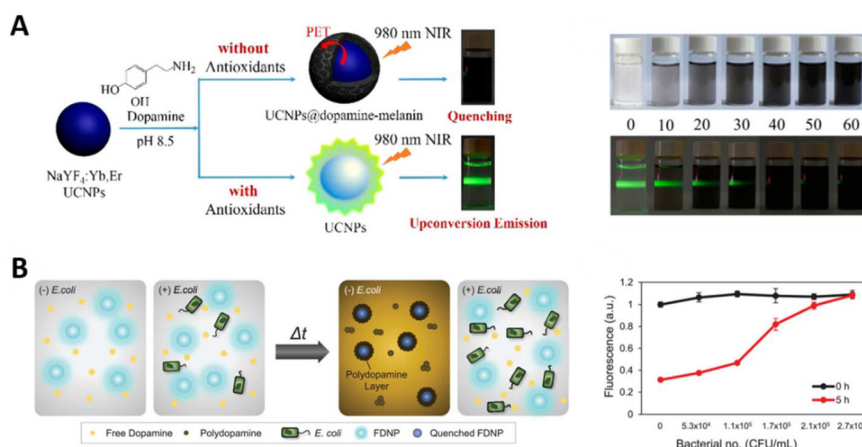 A
HO
NH₂
OH
Dopamine
pH 8.5
NaYF₄:Yb,Er
UCNPs
without
Antioxidants
with
Antioxidants
PET
980 nm NIR
UCNPs@dopamine-melanin
Quenching
980 nm NIR
UCNPs
Upconversion Emission
0 10 20 30 40 50 60
B
(-) E.coli
(+) E.coli
Δt
(-) E.coli
Polydopamine
Layer
(+) E.coli
Free Dopamine
Polydopamine
E. coli
FDNP
Quenched FDNP
Fluorescence (a.u.)
1.2
1
0.8
0.6
0.4
0.2
0
0 h
5 h
0 5.3x10⁴ 1.1x10⁵ 1.7x10⁵ 2.1x10⁵
Bacterial no. (CFU/mL)